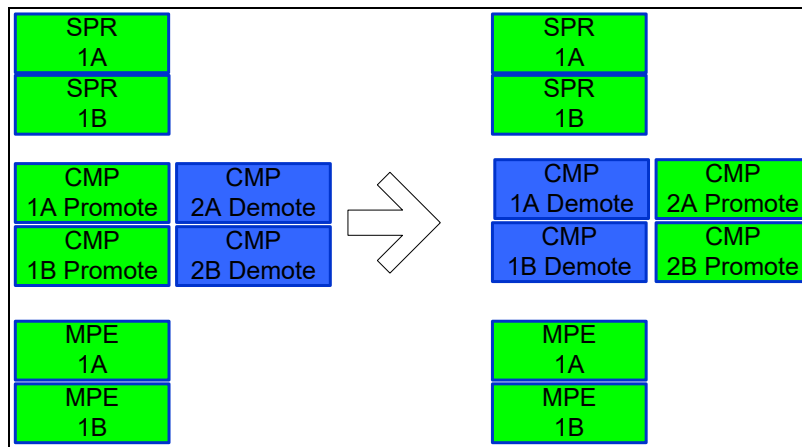 SPR
1A
SPR
1B
CMP
1A Promote
CMP
2A Demote
CMP
1B Promote
CMP
2B Demote
MPE
1A
MPE
1B
SPR
1A
SPR
1B
CMP
1A Demote
CMP
2A Promote
CMP
1B Demote
CMP
2B Promote
MPE
1A
MPE
1B